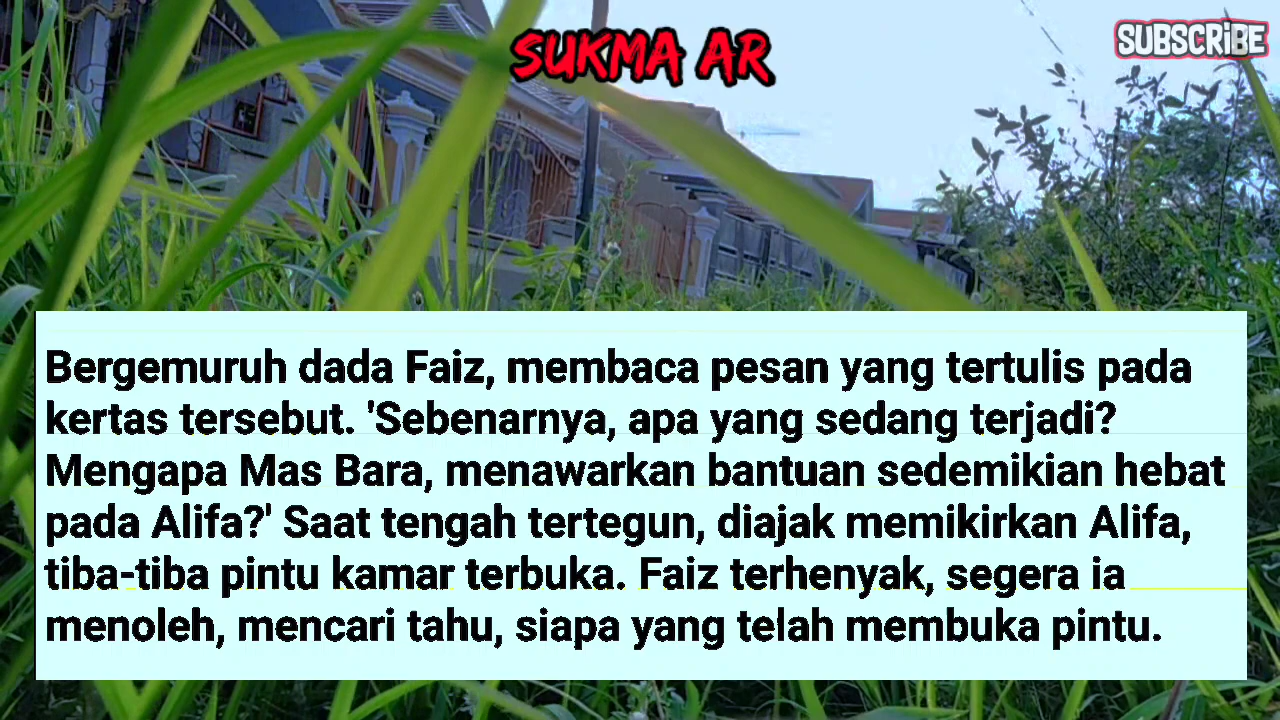 SUKMA AR
SUBSCRiBE
Bergemuruh dada Faiz, membaca pesan yang tertulis pada
kertas tersebut. 'Sebenarnya, apa yang sedang terjadi?
Mengapa Mas Bara, menawarkan bantuan sedemikian hebat
pada Alifa?' Saat tengah tertegun, diajak memikirkan Alifa,
tiba-tiba pintu kamar terbuka. Faiz terhenyak, segera ia
menoleh, mencari tahu, siapa yang telah membuka pintu.